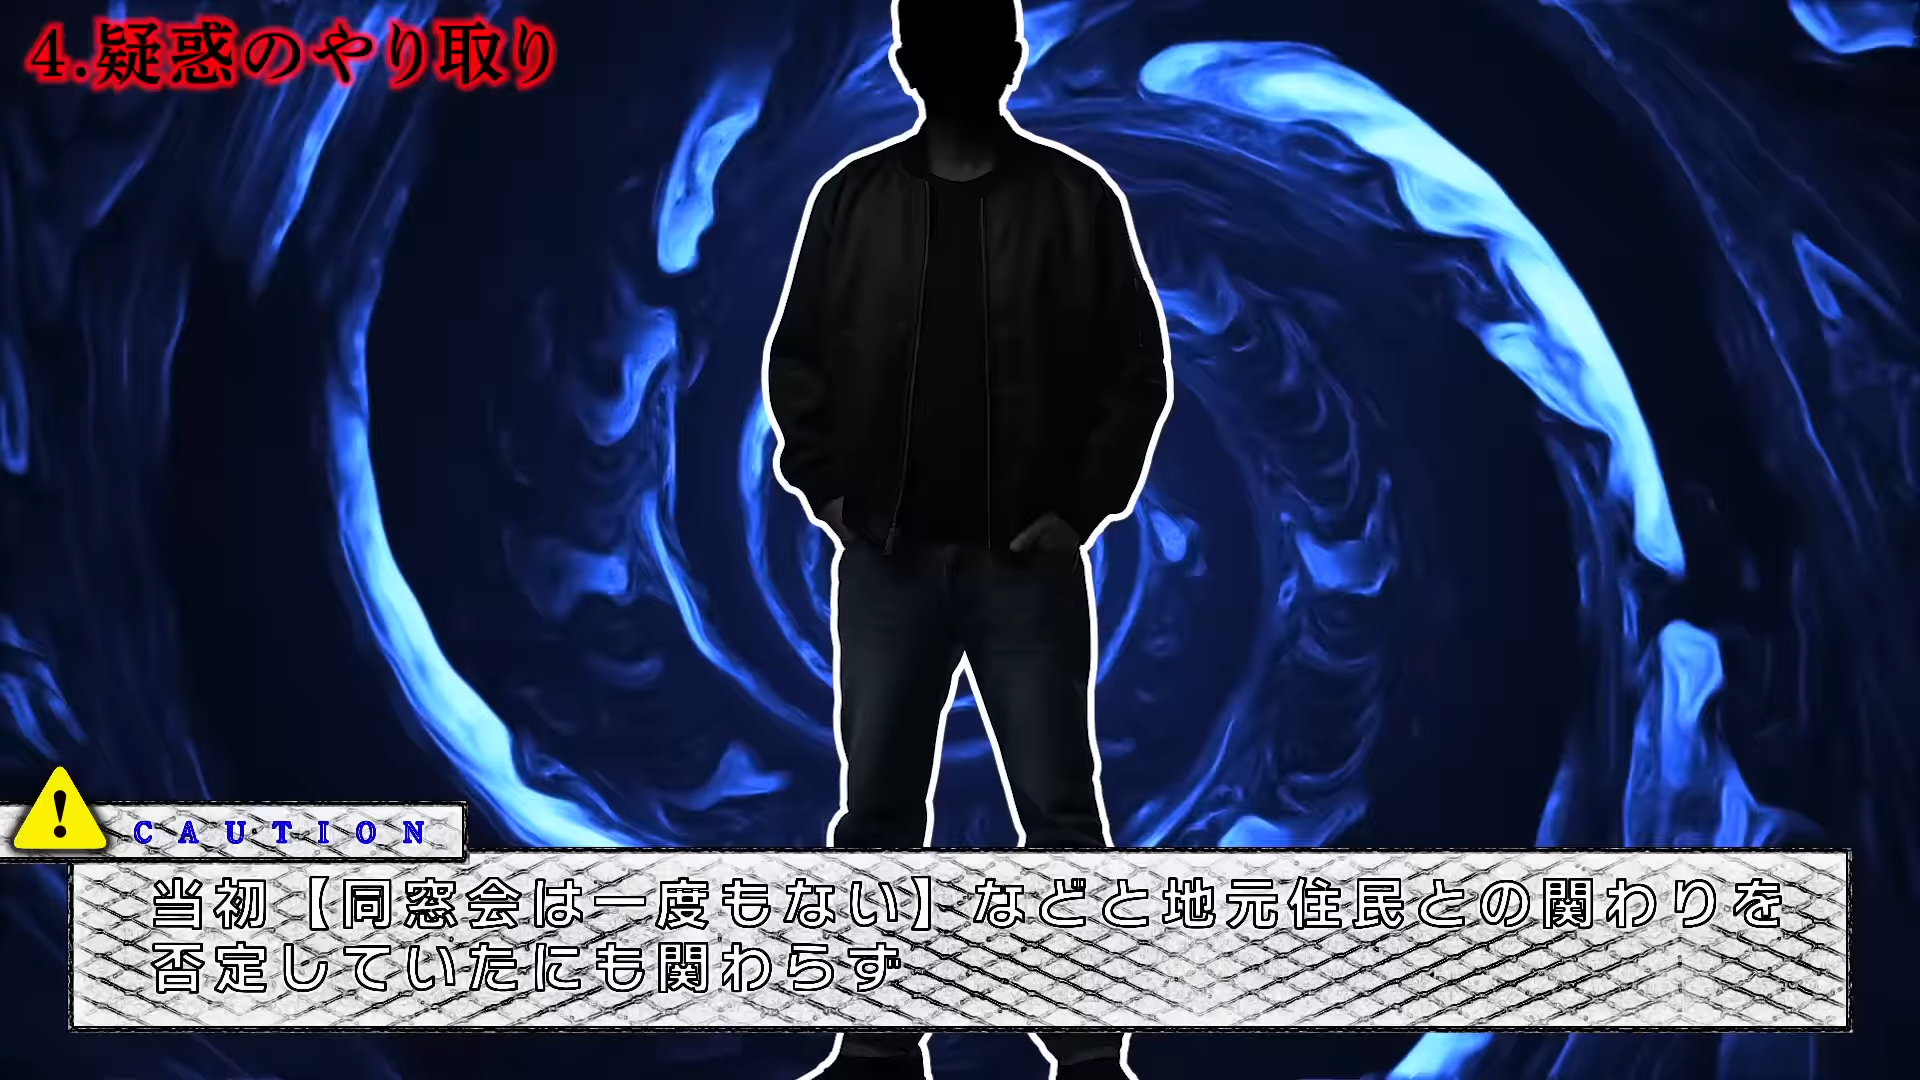 4.疑惑のやり取り
CAUTION
当初【同窓会は一度もない】などと地元住民との関わりを
否定していたにも関わらず